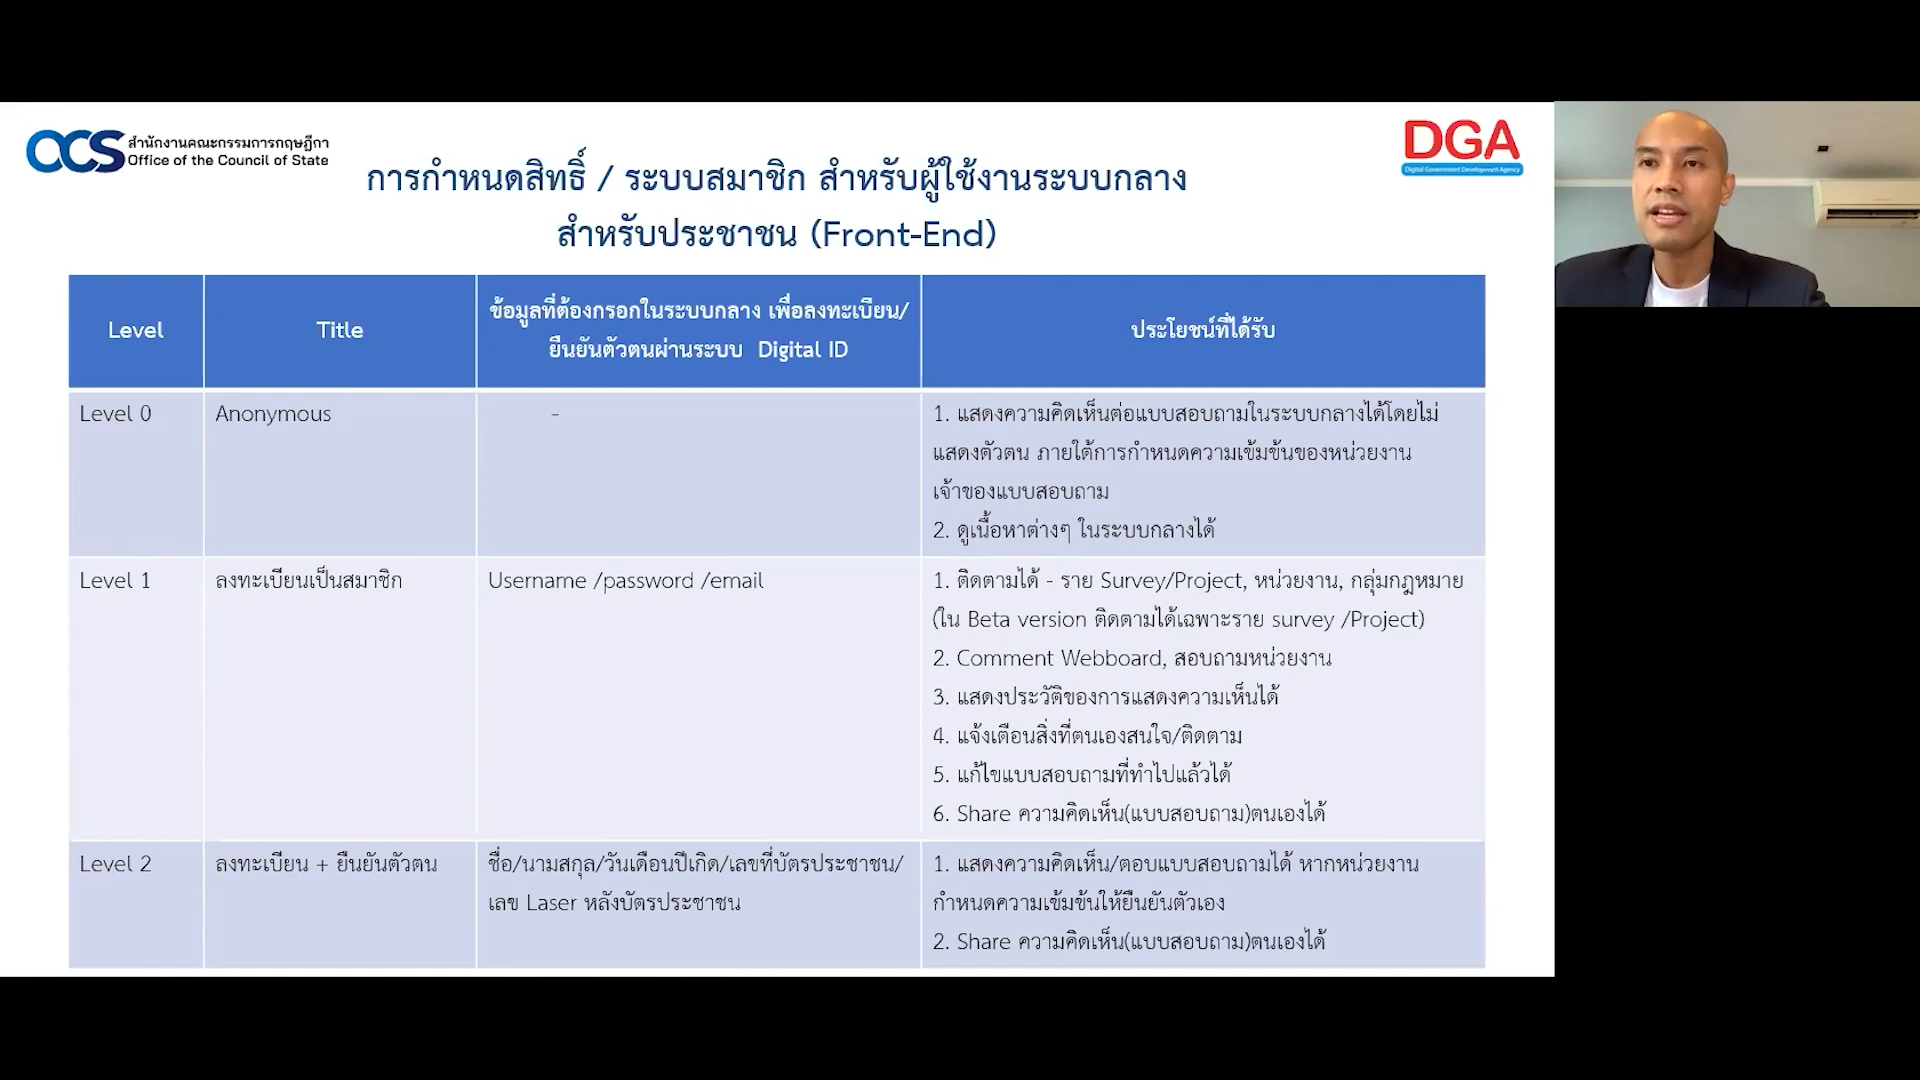 OCS สำนักงานคณะกรรมการกฤษฎีกา
Office of the Council of State
DGA
Digital Government Development Agency
การกำหนดสิทธิ์ / ระบบสมาชิก สำหรับผู้ใช้งานระบบกลาง
สำหรับประชาชน (Front-End)
Level
Title
ข้อมูลที่ต้องกรอกในระบบกลาง เพื่อลงทะเบียน/
ยืนยันตัวตนผ่านระบบ Digital ID
ประโยชน์ที่ได้รับ
Level 0
Anonymous
-
1. แสดงความคิดเห็นต่อแบบสอบถามในระบบกลางได้โดยไม่
แสดงตัวตน ภายใต้การกำหนดความเข้มข้นของหน่วยงาน
เจ้าของแบบสอบถาม
2. ดูเนื้อหาต่างๆ ในระบบกลางได้
Level 1
ลงทะเบียนเป็นสมาชิก
Username /password /email
1. ติดตามได้ - ราย Survey/Project, หน่วยงาน, กลุ่มกฎหมาย
(ใน Beta version ติดตามได้เฉพาะราย survey /Project)
2. Comment Webboard, สอบถามหน่วยงาน
3. แสดงประวัติของการแสดงความเห็นได้
4. แจ้งเตือนสิ่งที่ตนเองสนใจ/ติดตาม
5. แก้ไขแบบสอบถามที่ทำไปแล้วได้
6. Share ความคิดเห็น(แบบสอบถาม)ตนเองได้
Level 2
ลงทะเบียน + ยืนยันตัวตน
ชื่อ/นามสกุล/วันเดือนปีเกิด/เลขที่บัตรประชาชน/
เลข Laser หลังบัตรประชาชน
1. แสดงความคิดเห็น/ตอบแบบสอบถามได้ หากหน่วยงาน
กำหนดความเข้มข้นให้ยืนยันตัวเอง
2. Share ความคิดเห็น(แบบสอบถาม)ตนเองได้